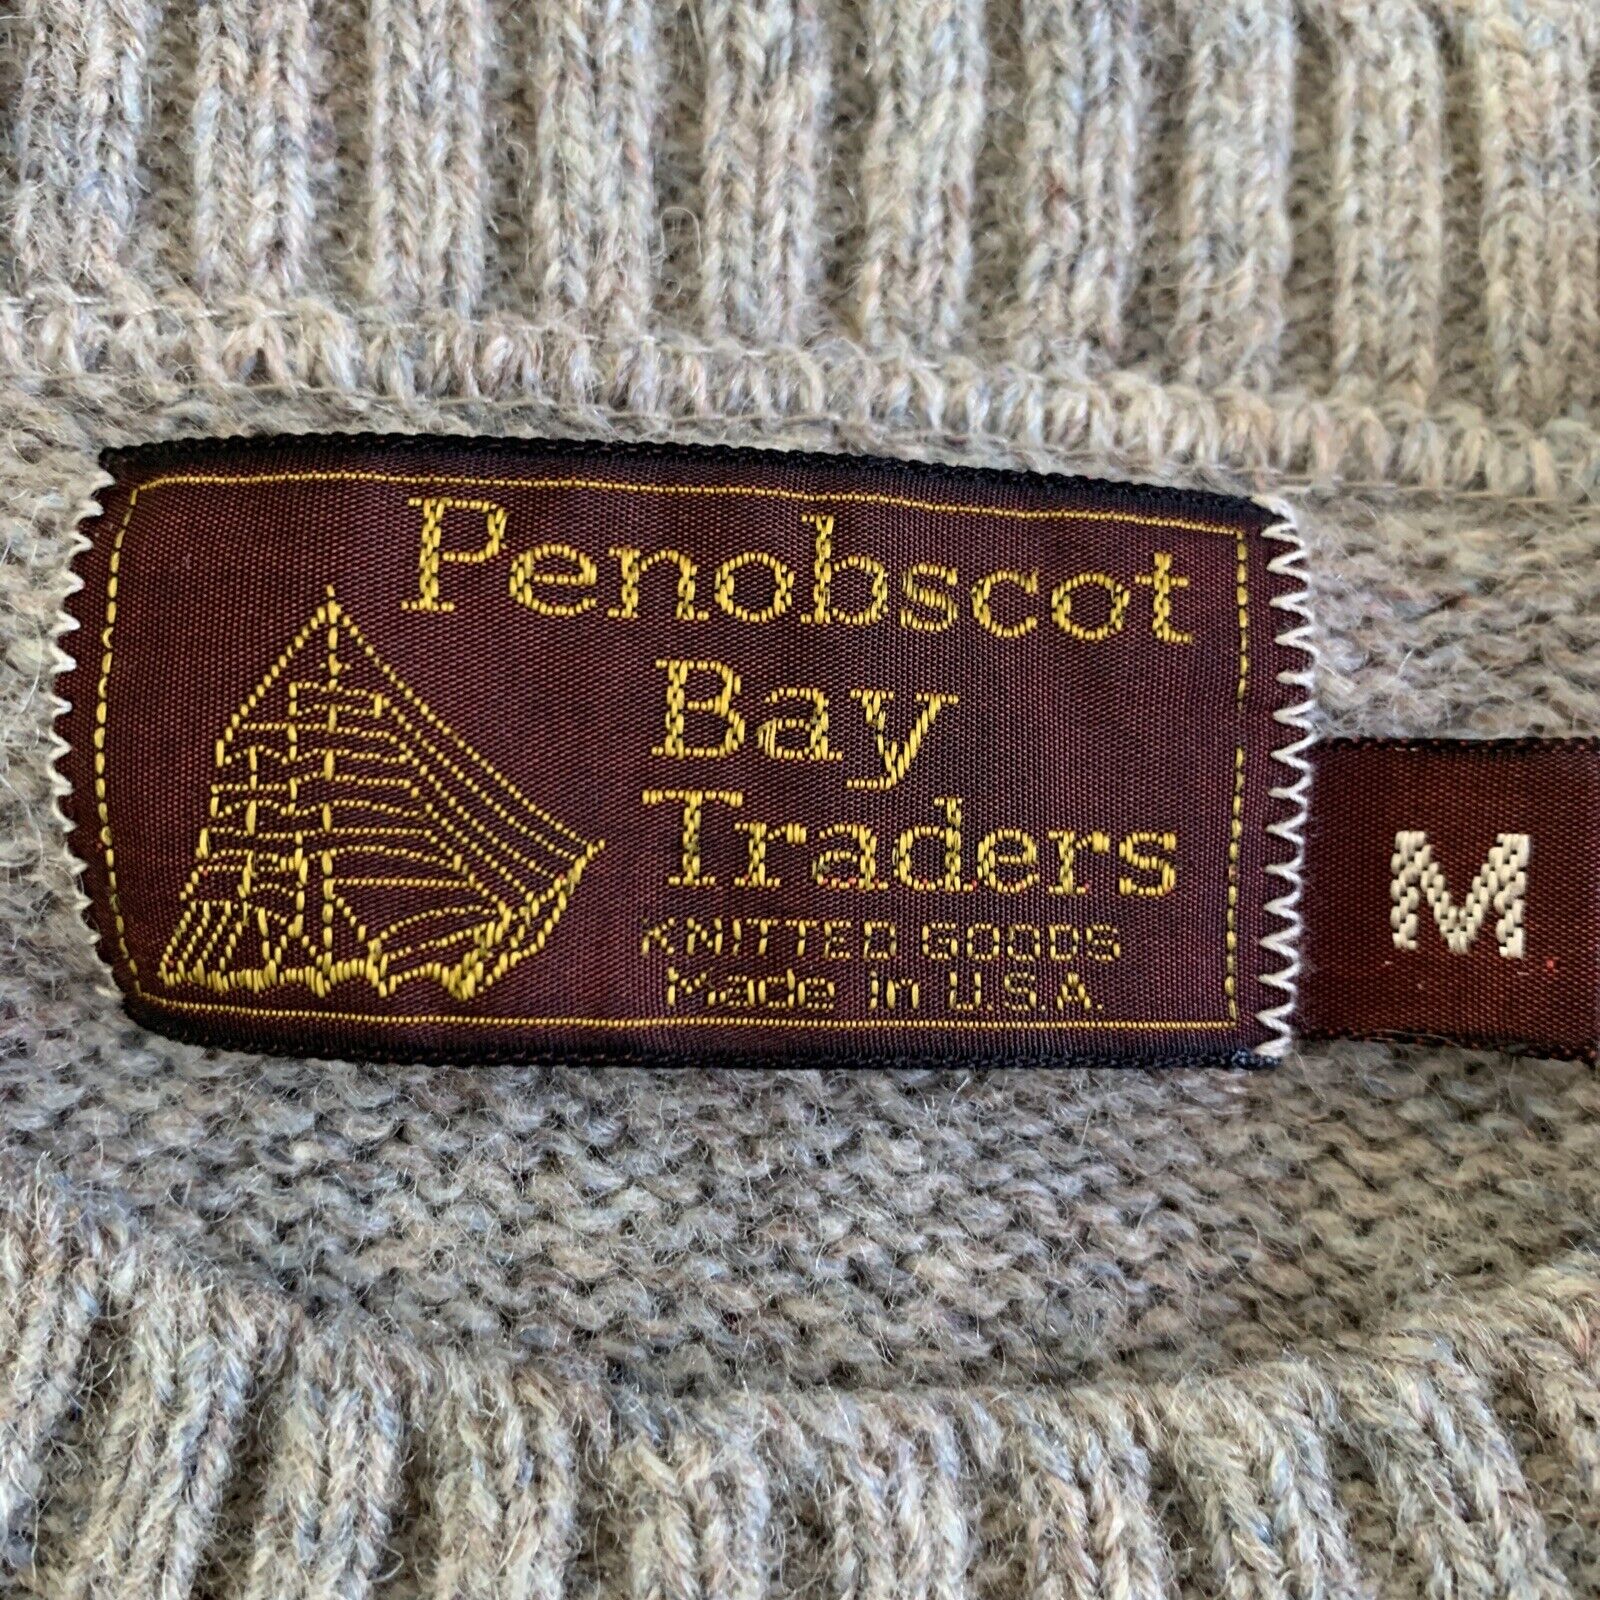 Penobscot
Bay
Traders
KNITTED GOODS
Made in U.S.A.
M